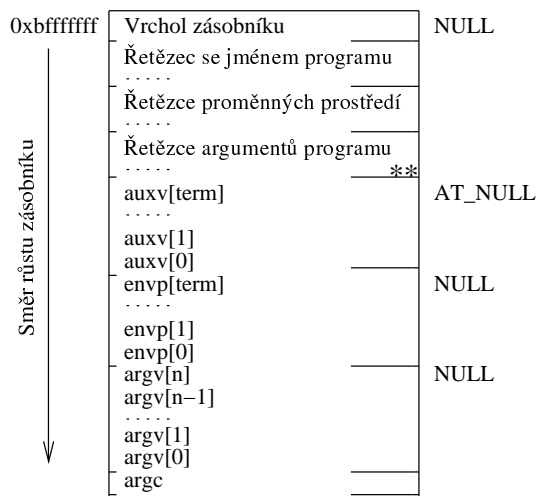 0xbfffffff Vrchol zásobníku NULL
Řetězec se jménem programu
. . . . .
Řetězce proměnných prostředí
. . . . .
Řetězce argumentů programu
. . . . . **
auxv[term] AT_NULL
. . . . .
auxv[1]
auxv[0]
envp[term] NULL
. . . . .
envp[1]
envp[0]
argv[n] NULL
argv[n−1]
. . . . .
argv[1]
argv[0]
argc
Směr růstu zásobníku